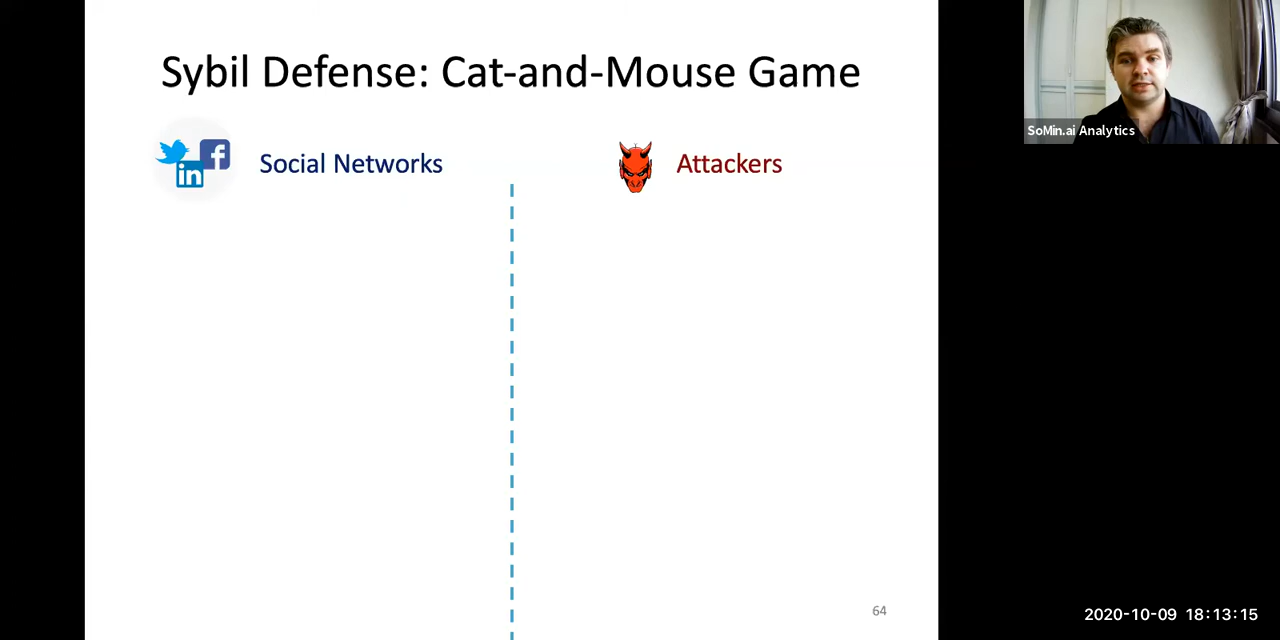 Sybil Defense: Cat-and-Mouse Game
SoMin.ai Analytics
f
in
Social Networks
Attackers
64
2020-10-09 18:13:15